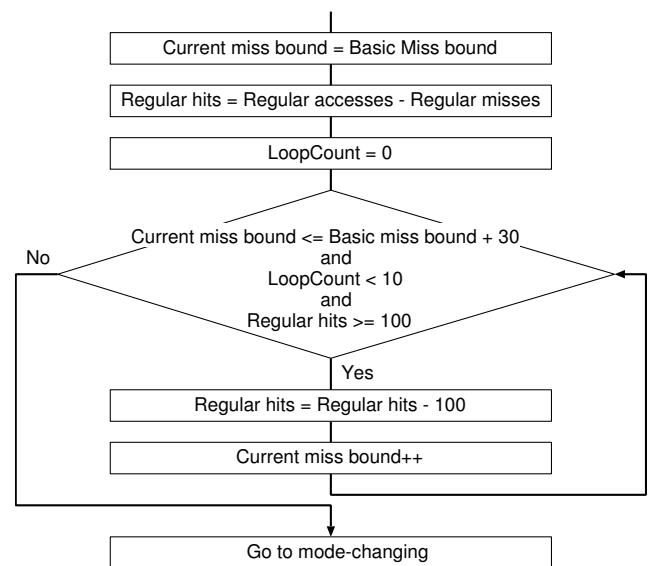 Current miss bound = Basic Miss bound
Regular hits = Regular accesses - Regular misses
LoopCount = 0
Current miss bound <= Basic miss bound + 30
and
LoopCount < 10
and
Regular hits >= 100
No
Yes
Regular hits = Regular hits - 100
Current miss bound++
Go to mode-changing